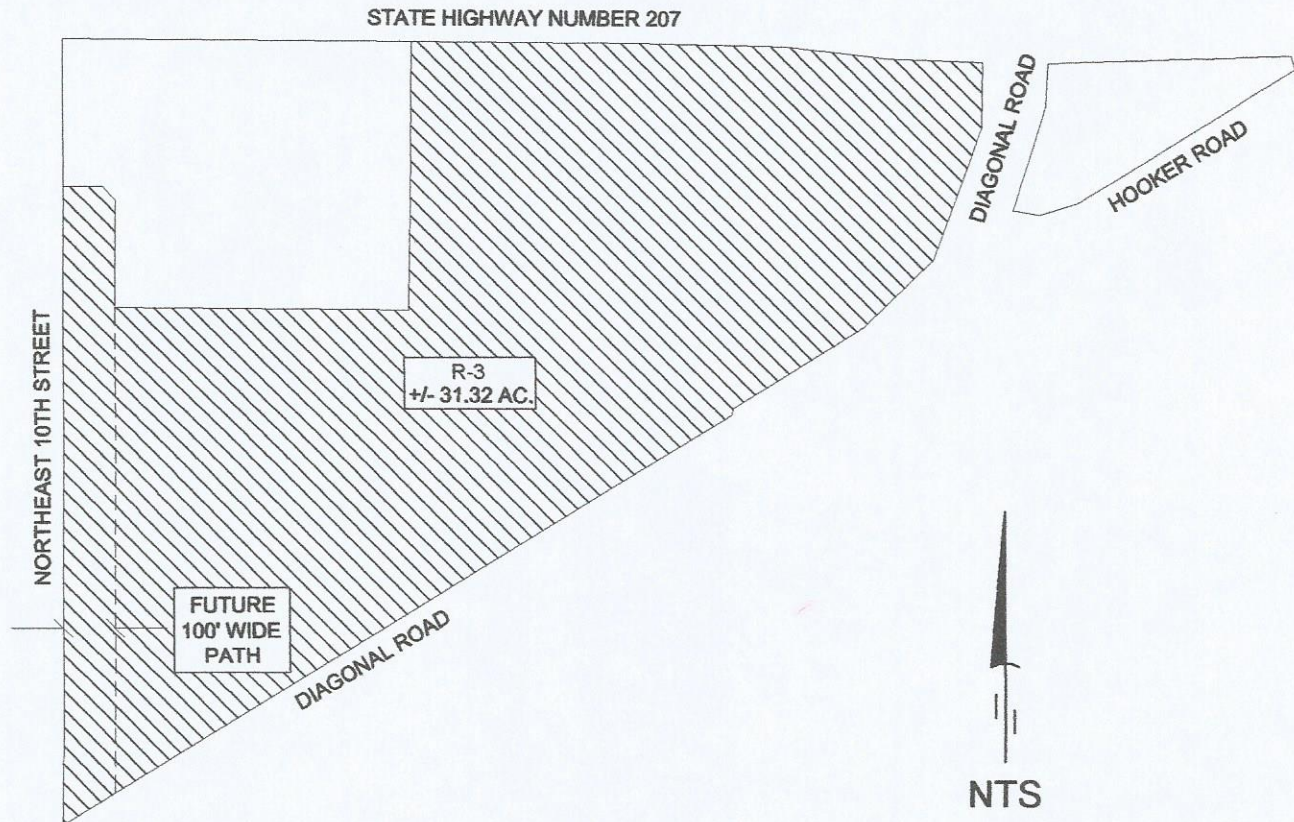 STATE HIGHWAY NUMBER 207
DIAGONAL ROAD
HOOKER ROAD
NORTHEAST 10TH STREET
R-3
+/- 31.32 AC.
FUTURE
100' WIDE
PATH
DIAGONAL ROAD
NTS